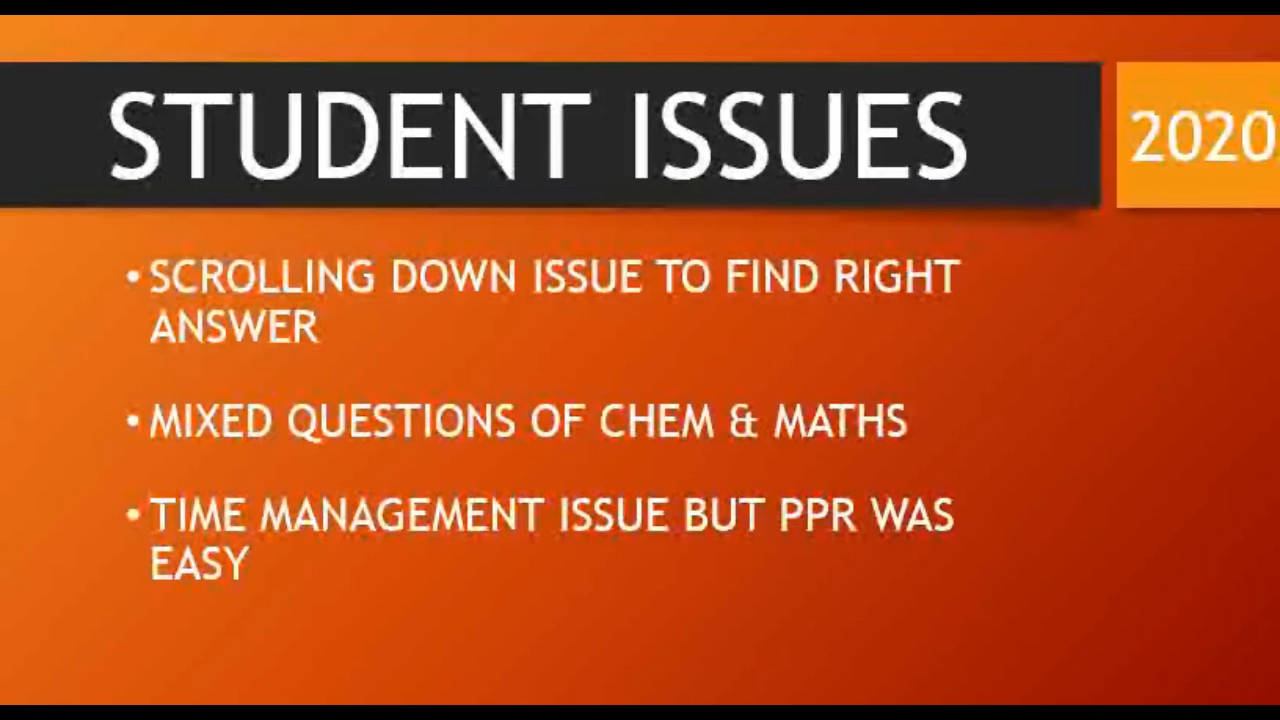 STUDENT ISSUES
2020
• SCROLLING DOWN ISSUE TO FIND RIGHT
ANSWER
• MIXED QUESTIONS OF CHEM & MATHS
• TIME MANAGEMENT ISSUE BUT PPR WAS
EASY